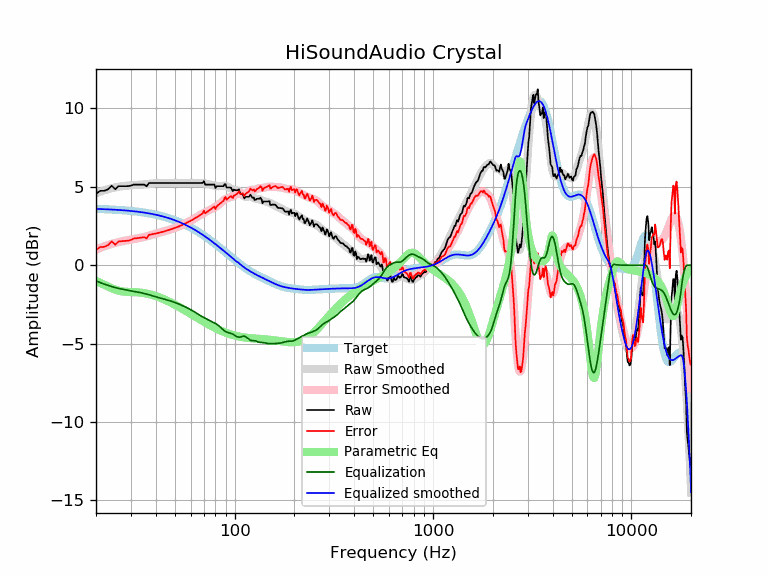 HiSoundAudio Crystal
10
5
0
−5
−10
−15
Amplitude (dBr)
Target
Raw Smoothed
Error Smoothed
Raw
Error
Parametric Eq
Equalization
Equalized smoothed
100
1000
10000
Frequency (Hz)